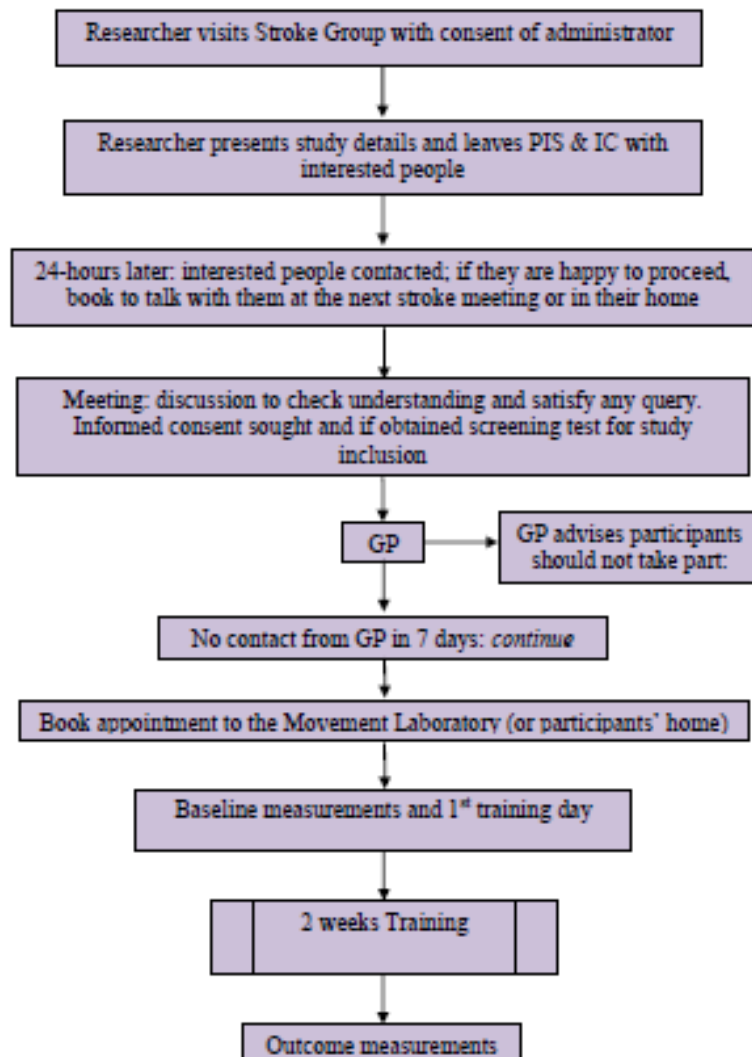 Researcher visits Stroke Group with consent of administrator
Researcher presents study details and leaves PIS & IC with
interested people
24-hours later: interested people contacted; if they are happy to proceed,
book to talk with them at the next stroke meeting or in their home
Meeting: discussion to check understanding and satisfy any query.
Informed consent sought and if obtained screening test for study
inclusion
GP
GP advises participants
should not take part:
No contact from GP in 7 days: continue
Book appointment to the Movement Laboratory (or participants' home)
Baseline measurements and 1st training day
2 weeks Training
Outcome measurements